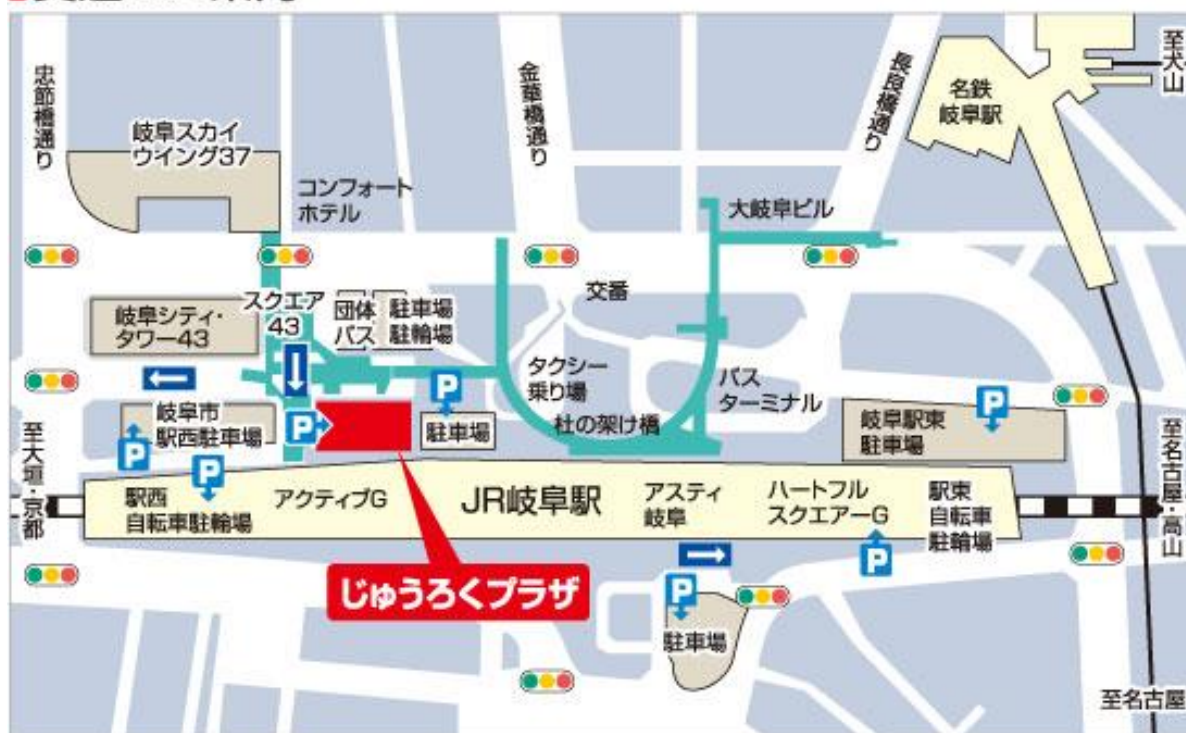 忠節橋通り
金華橋通り
長良橋通り
至犬山
名鉄
岐阜駅
岐阜スカイ
ウイング37
コンフォート
ホテル
大岐阜ビル
交番
スクエア
43
団体
バス
駐車場
駐輪場
岐阜シティ・
タワー43
タクシー
乗り場
バス
ターミナル
杜の架け橋
P
P
岐阜市
駅西駐車場
P
駐車場
岐阜駅東
駐車場
至大垣・京都
P
P
至名古屋・高山
駅西
自転車駐輪場
アクティブG
JR岐阜駅
アスティ
岐阜
ハートフル
スクエアーG
駅東
自転車
駐輪場
P
P
じゅうろくプラザ
駐車場
至名古屋